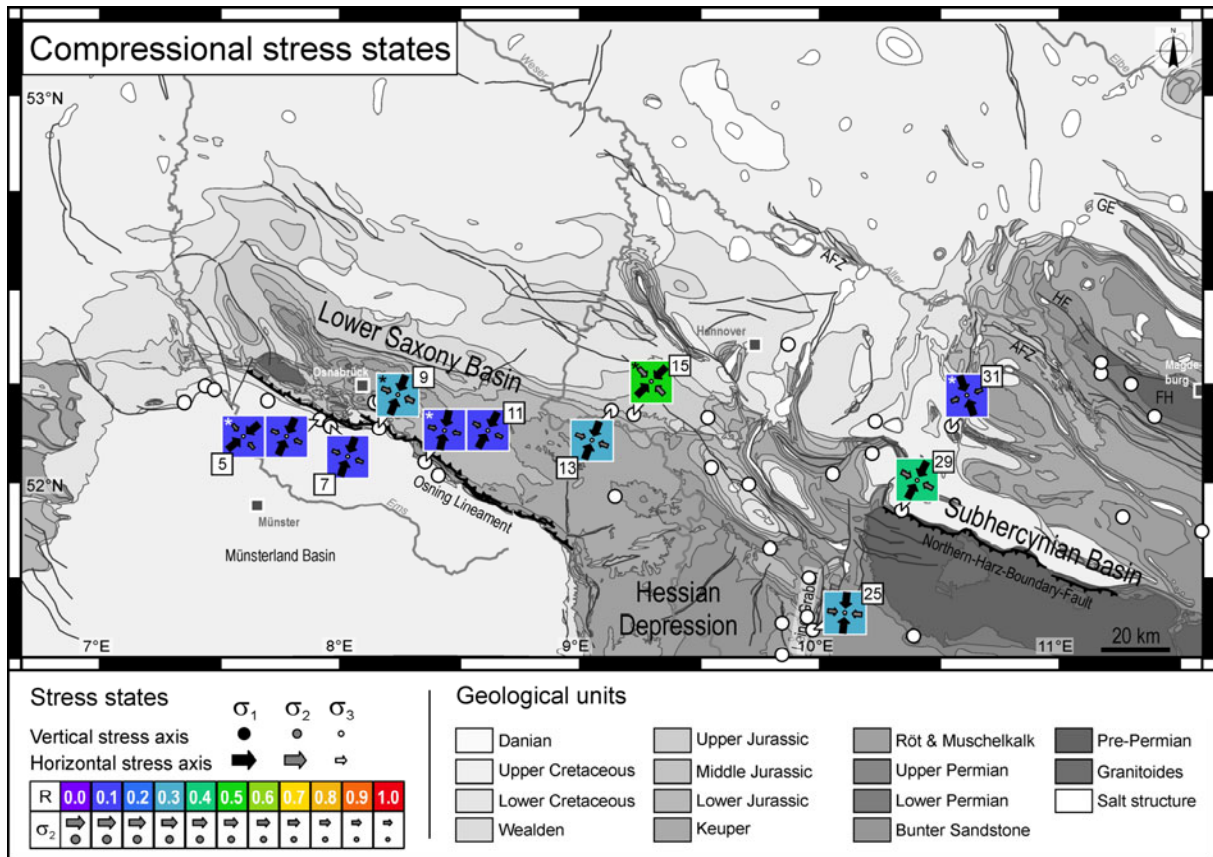 Compressional stress states
N
53°N
Weser
Elbe
GE
AFZ
Aller
HF
Lower Saxony Basin
Hannover
Osnabrück
AFZ
Magde-
burg
FH
9
15
31
*
*
*
*
*
11
5
7
13
29
52°N
Münster
Ems
Osning Lineament
Subhercynian Basin
Münsterland Basin
Northern-Harz-Boundary-Fault
Hessian
Depression
25
7°E
8°E
9°E
10°E
11°E
20 km
Stress states
σ1 σ2 σ3
Vertical stress axis
Horizontal stress axis
R 0.0 0.1 0.2 0.3 0.4 0.5 0.6 0.7 0.8 0.9 1.0
σ2
Geological units
Danian
Upper Cretaceous
Lower Cretaceous
Wealden
Upper Jurassic
Middle Jurassic
Lower Jurassic
Keuper
Röt & Muschelkalk
Upper Permian
Lower Permian
Bunter Sandstone
Pre-Permian
Granitoides
Salt structure